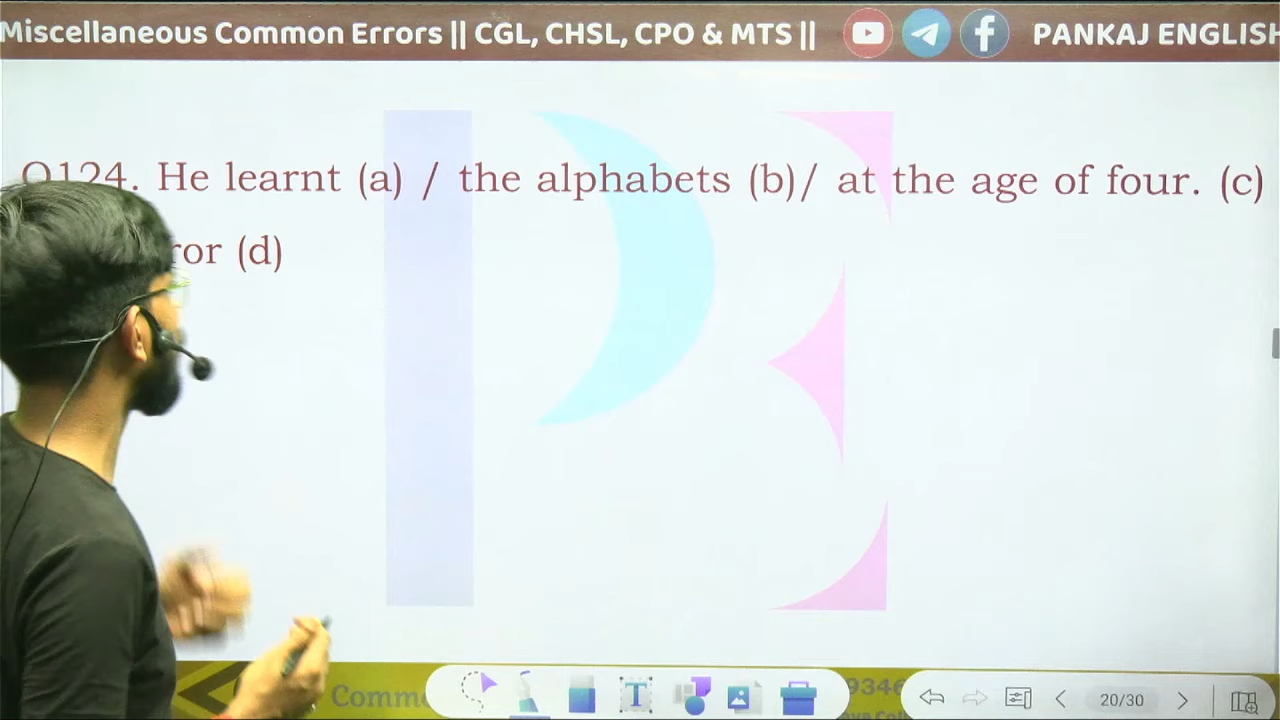 Miscellaneous Common Errors || CGL, CHSL, CPO & MTS || PANKAJ ENGLISH
Q124. He learnt (a) / the alphabets (b)/ at the age of four. (c)
(d)
T
20/30